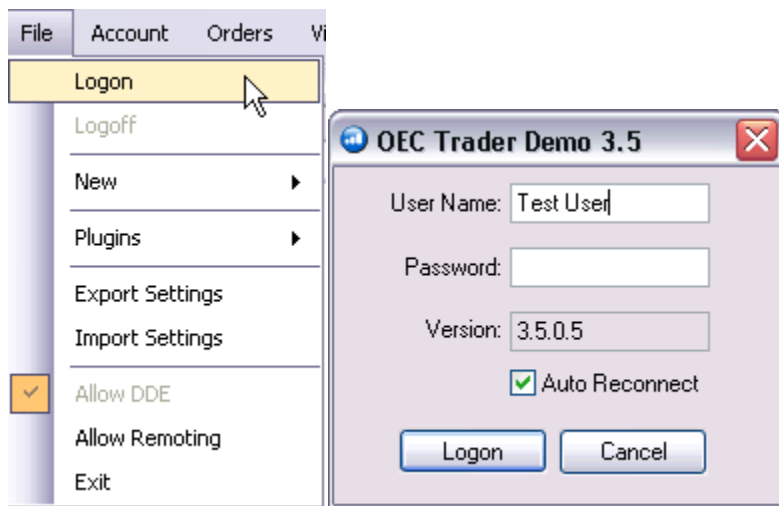 File Account Orders Vi
Logon
Logoff
New
Plugins
Export Settings
Import Settings
Allow DDE
Allow Remoting
Exit
OEC Trader Demo 3.5
User Name: Test User
Password:
Version: 3.5.0.5
Auto Reconnect
Logon Cancel